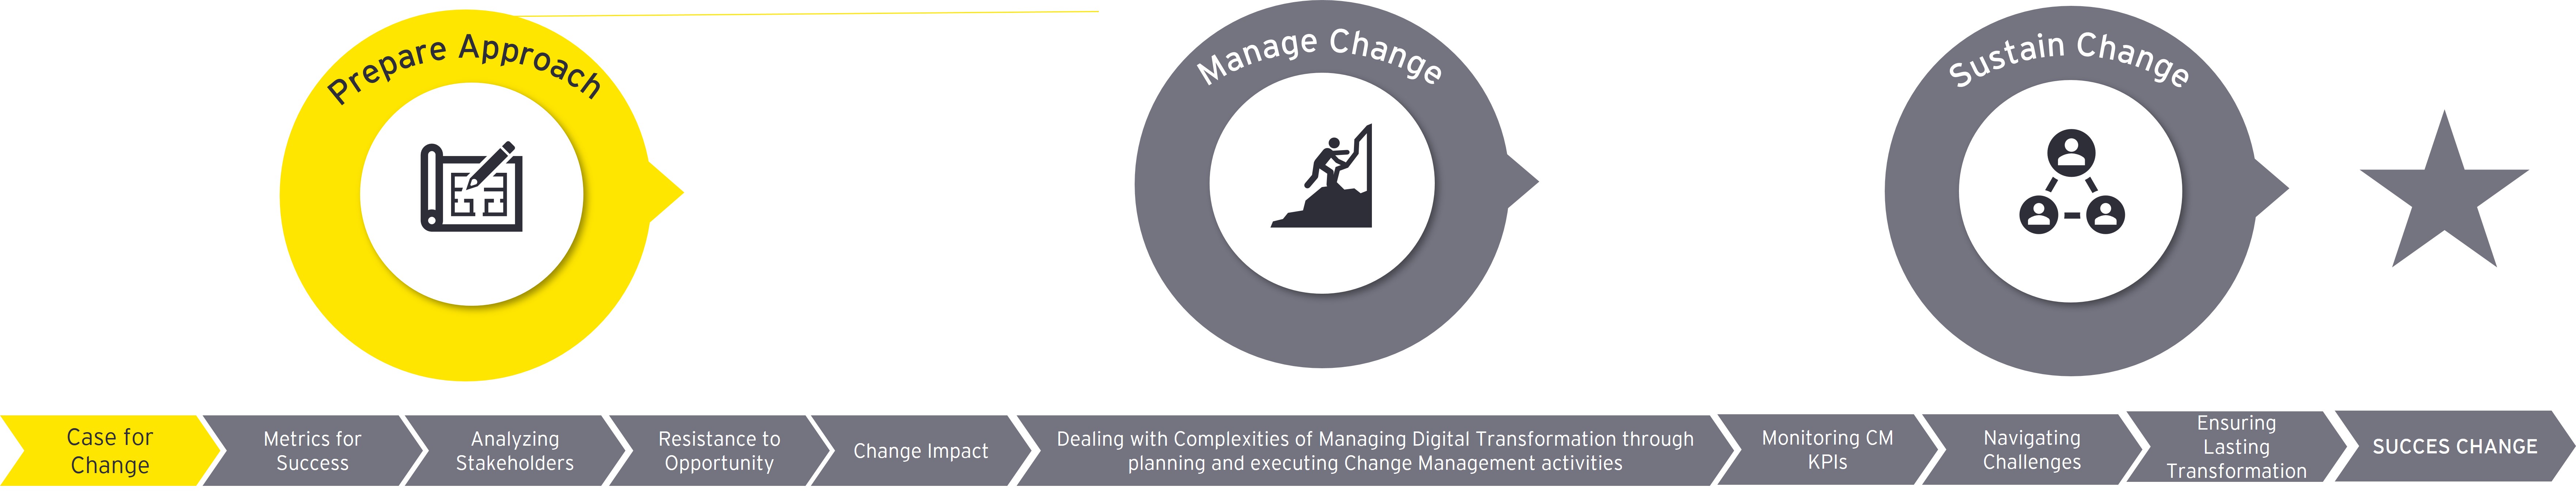 Prepare Approach
Manage Change
Sustain Change
Case for
Change
Metrics for
Success
Analyzing
Stakeholders
Resistance to
Opportunity
Change Impact
Dealing with Complexities of Managing Digital Transformation through
planning and executing Change Management activities
Monitoring CM
KPIs
Navigating
Challenges
Ensuring
Lasting
Transformation
SUCCES CHANGE